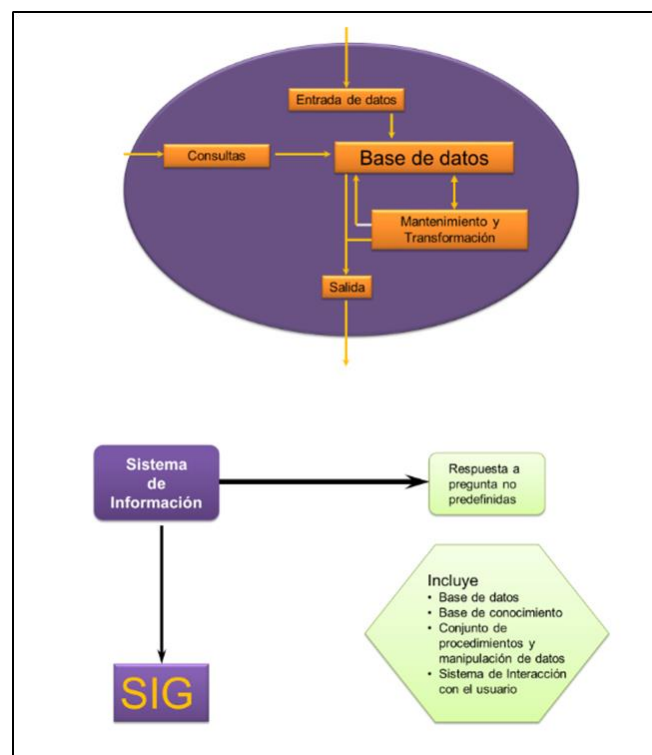 Entrada de datos
Consultas
Base de datos
Mantenimiento y
Transformación
Salida
Sistema
de
Información
Respuesta a
pregunta no
predefinidas
Incluye
• Base de datos
• Base de conocimiento
• Conjunto de
procedimientos y
manipulación de datos
• Sistema de Interacción
con el usuario
SIG